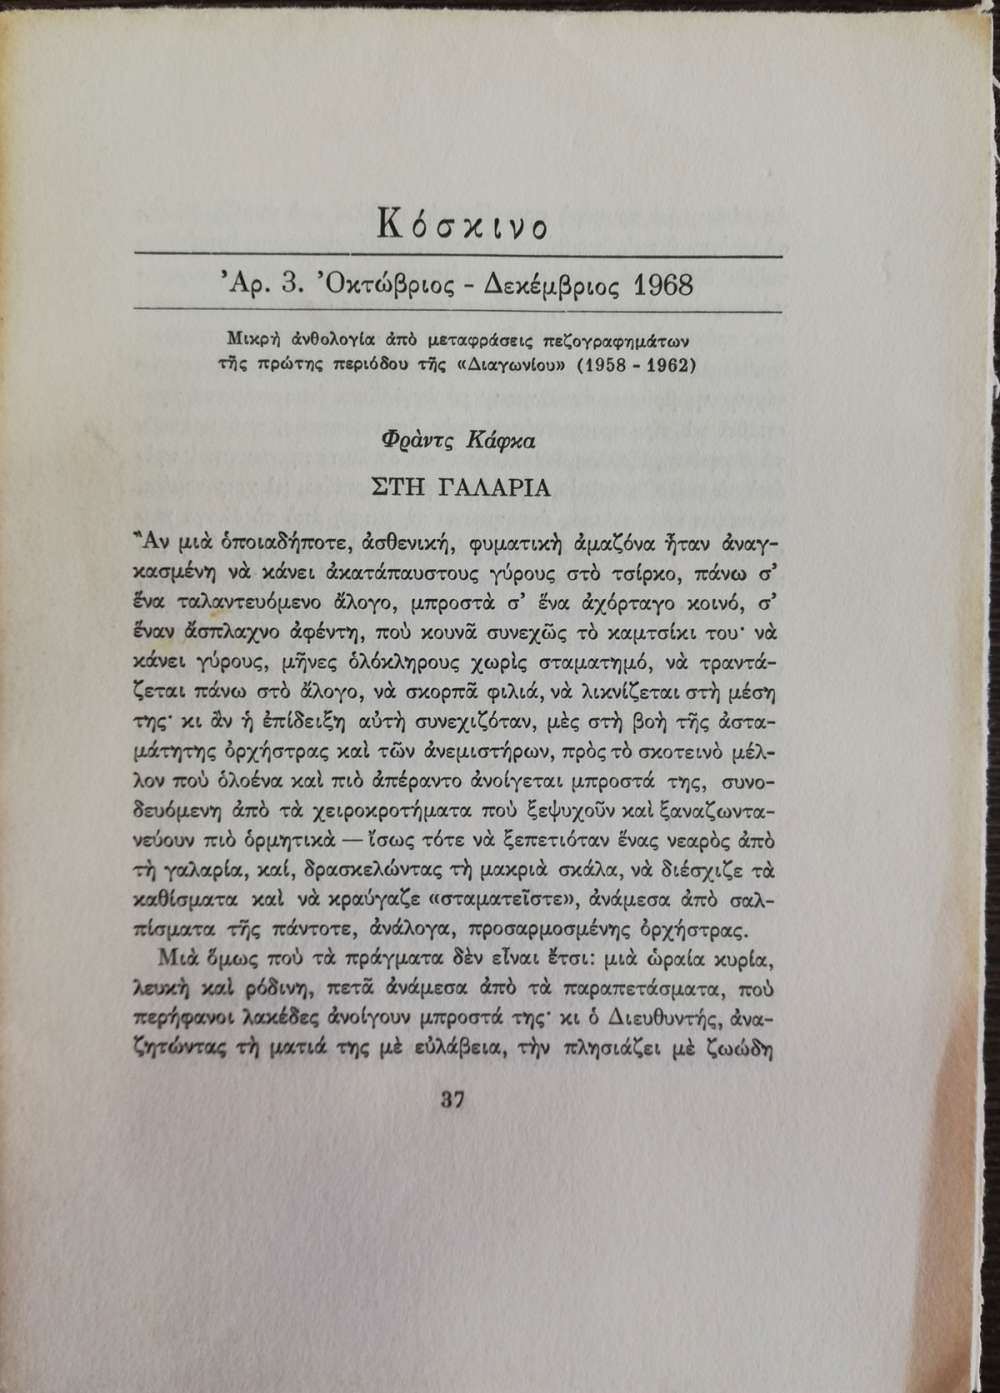 Κόσκινο
Ἀρ. 3. Ὀκτώβριος - Δεκέμβριος 1968
Μικρὴ ἀνθολογία ἀπὸ μεταφράσεις πεζογραφημάτων
τῆς πρώτης περιόδου τῆς «Διαγωνίου» (1958 - 1962)
Φρὰντς Κάφκα
ΣΤΗ ΓΑΛΑΡΙΑ
Ἂν μιὰ ὁποιαδήποτε, ἀσθενική, φυματικὴ ἀμαζόνα ἦταν ἀναγ-
κασμένη νὰ κάνει ἀκατάπαυστους γύρους στὸ τσίρκο, πάνω σ’
ἕνα ταλαντευόμενο ἄλογο, μπροστὰ σ’ ἕνα ἀχόρταγο κοινό, σ’
ἕναν ἄσπλαχνο ἀφέντη, ποὺ κουνᾶ συνεχῶς τὸ καμτσίκι του· νὰ
κάνει γύρους, μῆνες ὁλόκληρους χωρὶς σταματημό, νὰ τραντά-
ζεται πάνω στὸ ἄλογο, νὰ σκορπᾶ φιλιά, νὰ λικνίζεται στὴ μέση
της· κι ἂν ἡ ἐπίδειξη αὐτὴ συνεχιζόταν, μὲς στὴ βοὴ τῆς ἀστα-
μάτητης ὀρχήστρας καὶ τῶν ἀνεμιστήρων, πρὸς τὸ σκοτεινὸ μέλ-
λον ποὺ ὁλοένα καὶ πιὸ ἀπέραντο ἀνοίγεται μπροστά της, συνο-
δευόμενη ἀπὸ τὰ χειροκροτήματα ποὺ ξεψυχοῦν καὶ ξαναζωντα-
νεύουν πιὸ ὁρμητικὰ — ἴσως τότε νὰ ξεπετιόταν ἕνας νεαρὸς ἀπὸ
τὴ γαλαρία, καί, δρασκελώντας τὴ μακριὰ σκάλα, νὰ διέσχιζε τὰ
καθίσματα καὶ νὰ κραύγαζε «σταματεῖστε», ἀνάμεσα ἀπὸ σαλ-
πίσματα τῆς πάντοτε, ἀνάλογα, προσαρμοσμένης ὀρχήστρας.
Μιὰ ὅμως ποὺ τὰ πράγματα δὲν εἶναι ἔτσι: μιὰ ὡραία κυρία,
λευκὴ καὶ ρόδινη, πετᾶ ἀνάμεσα ἀπὸ τὰ παραπετάσματα, ποὺ
περήφανοι λακέδες ἀνοίγουν μπροστά της· κι ὁ Διευθυντής, ἀνα-
ζητώντας τὴ ματιά της μὲ εὐλάβεια, τὴν πλησιάζει μὲ ζωώδη
37